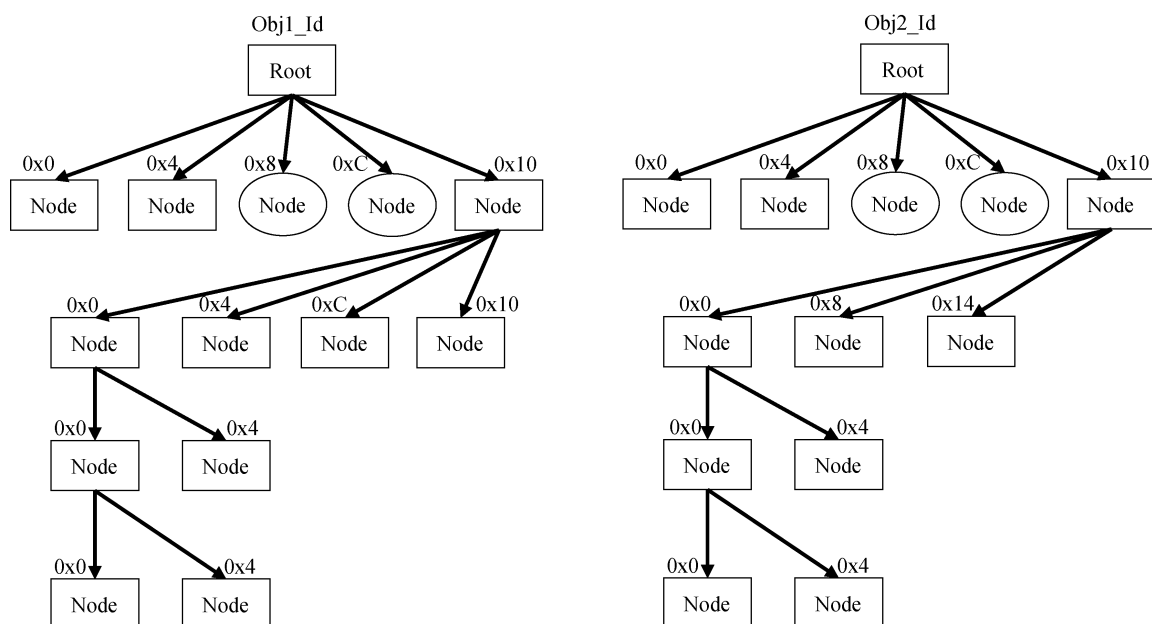 Obj1_Id
Root
0x0 0x4 0x8 0xC 0x10
Node Node Node Node Node
0x0 0x4 0xC 0x10
Node Node Node Node
0x0 0x4
Node Node
0x0 0x4
Node Node
Obj2_Id
Root
0x0 0x4 0x8 0xC 0x10
Node Node Node Node Node
0x0 0x8 0x14
Node Node Node
0x0 0x4
Node Node
0x0 0x4
Node Node